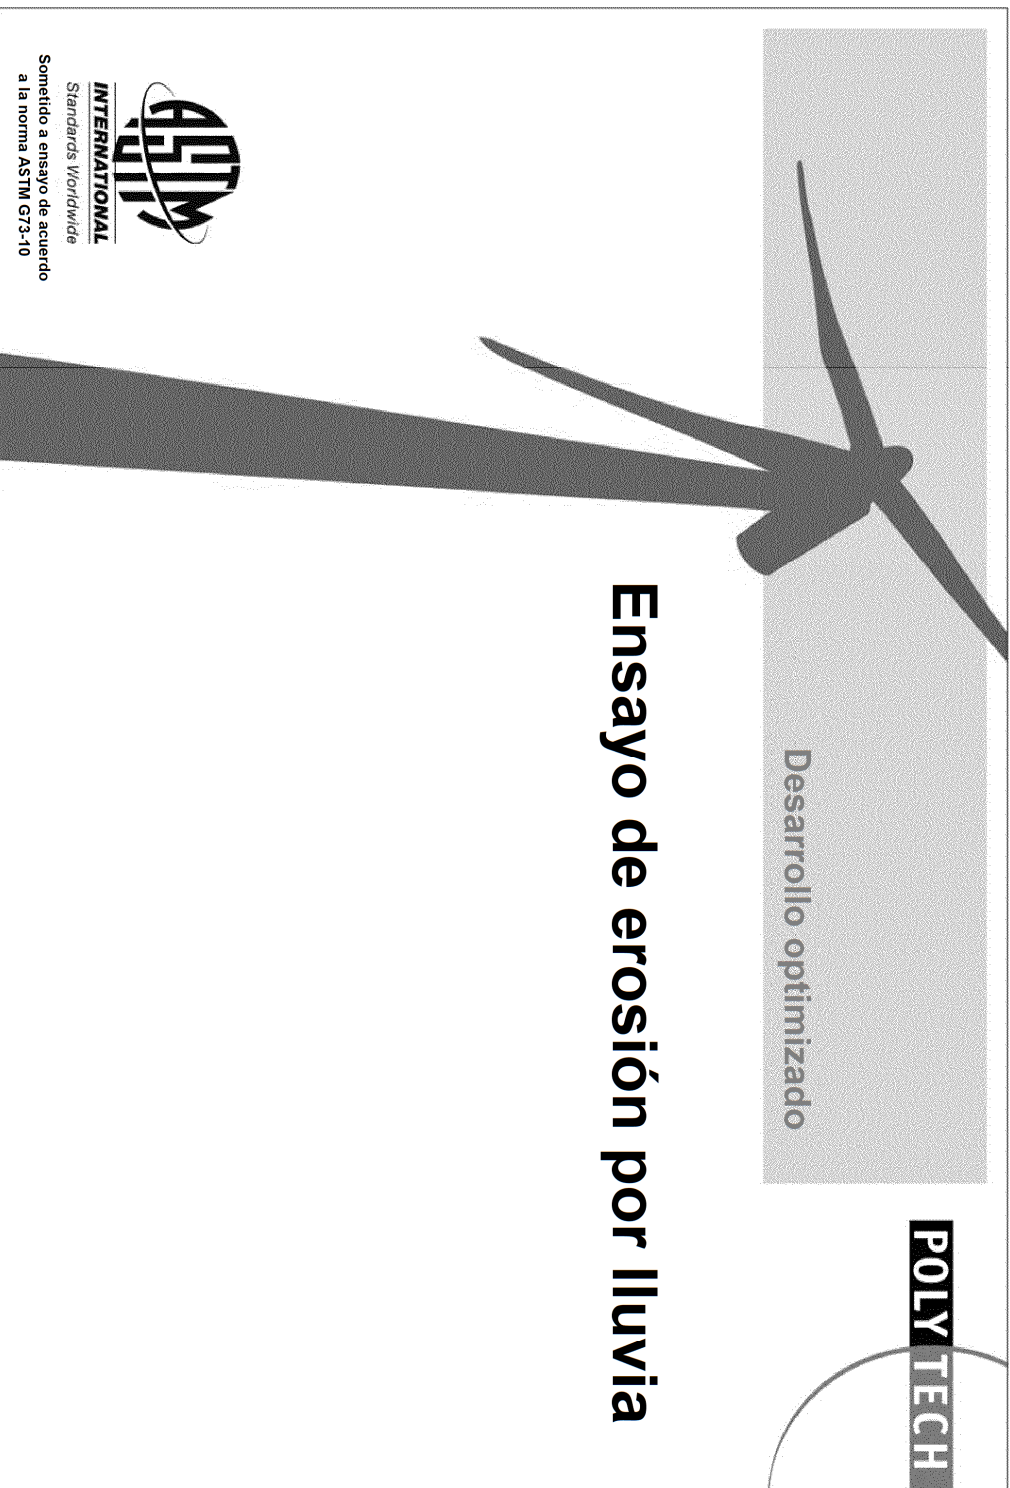 Desarrollo optimizado
POLY TECH
Ensayo de erosión por lluvia
ASTM
INTERNATIONAL
Standards Worldwide
Sometido a ensayo de acuerdo
a la norma ASTM G73-10